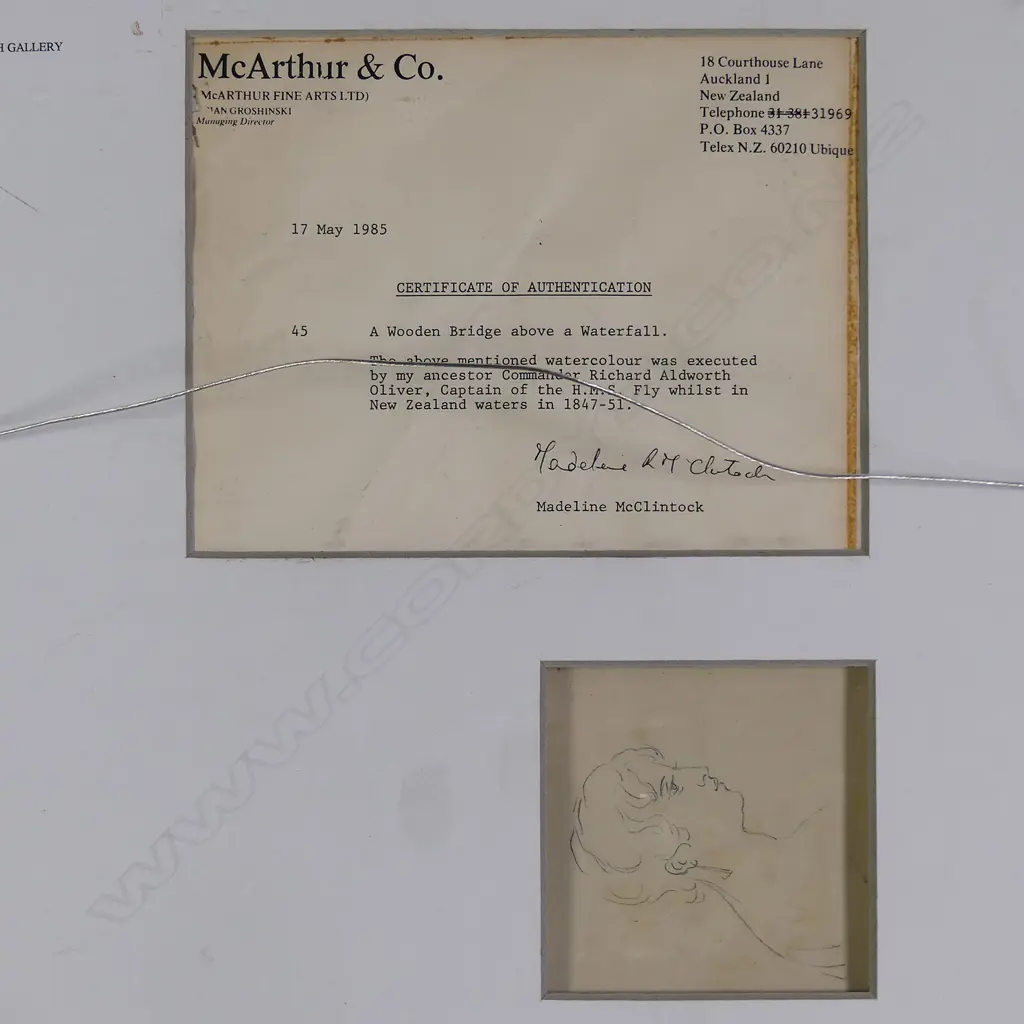 H GALLERY
McArthur & Co.
McARTHUR FINE ARTS LTD)
GROSHINSKI
Managing Director
18 Courthouse Lane
Auckland 1
New Zealand
Telephone 31-381 31969
P.O. Box 4337
Telex N.Z. 60210 Ubique
17 May 1985
CERTIFICATE OF AUTHENTICATION
45 A Wooden Bridge above a Waterfall.
The above mentioned watercolour was executed
by my ancestor Commander Richard Aldworth
Oliver, Captain of the H.M.S. Fly whilst in
New Zealand waters in 1847-51.
Madeline R McClintock
Madeline McClintock